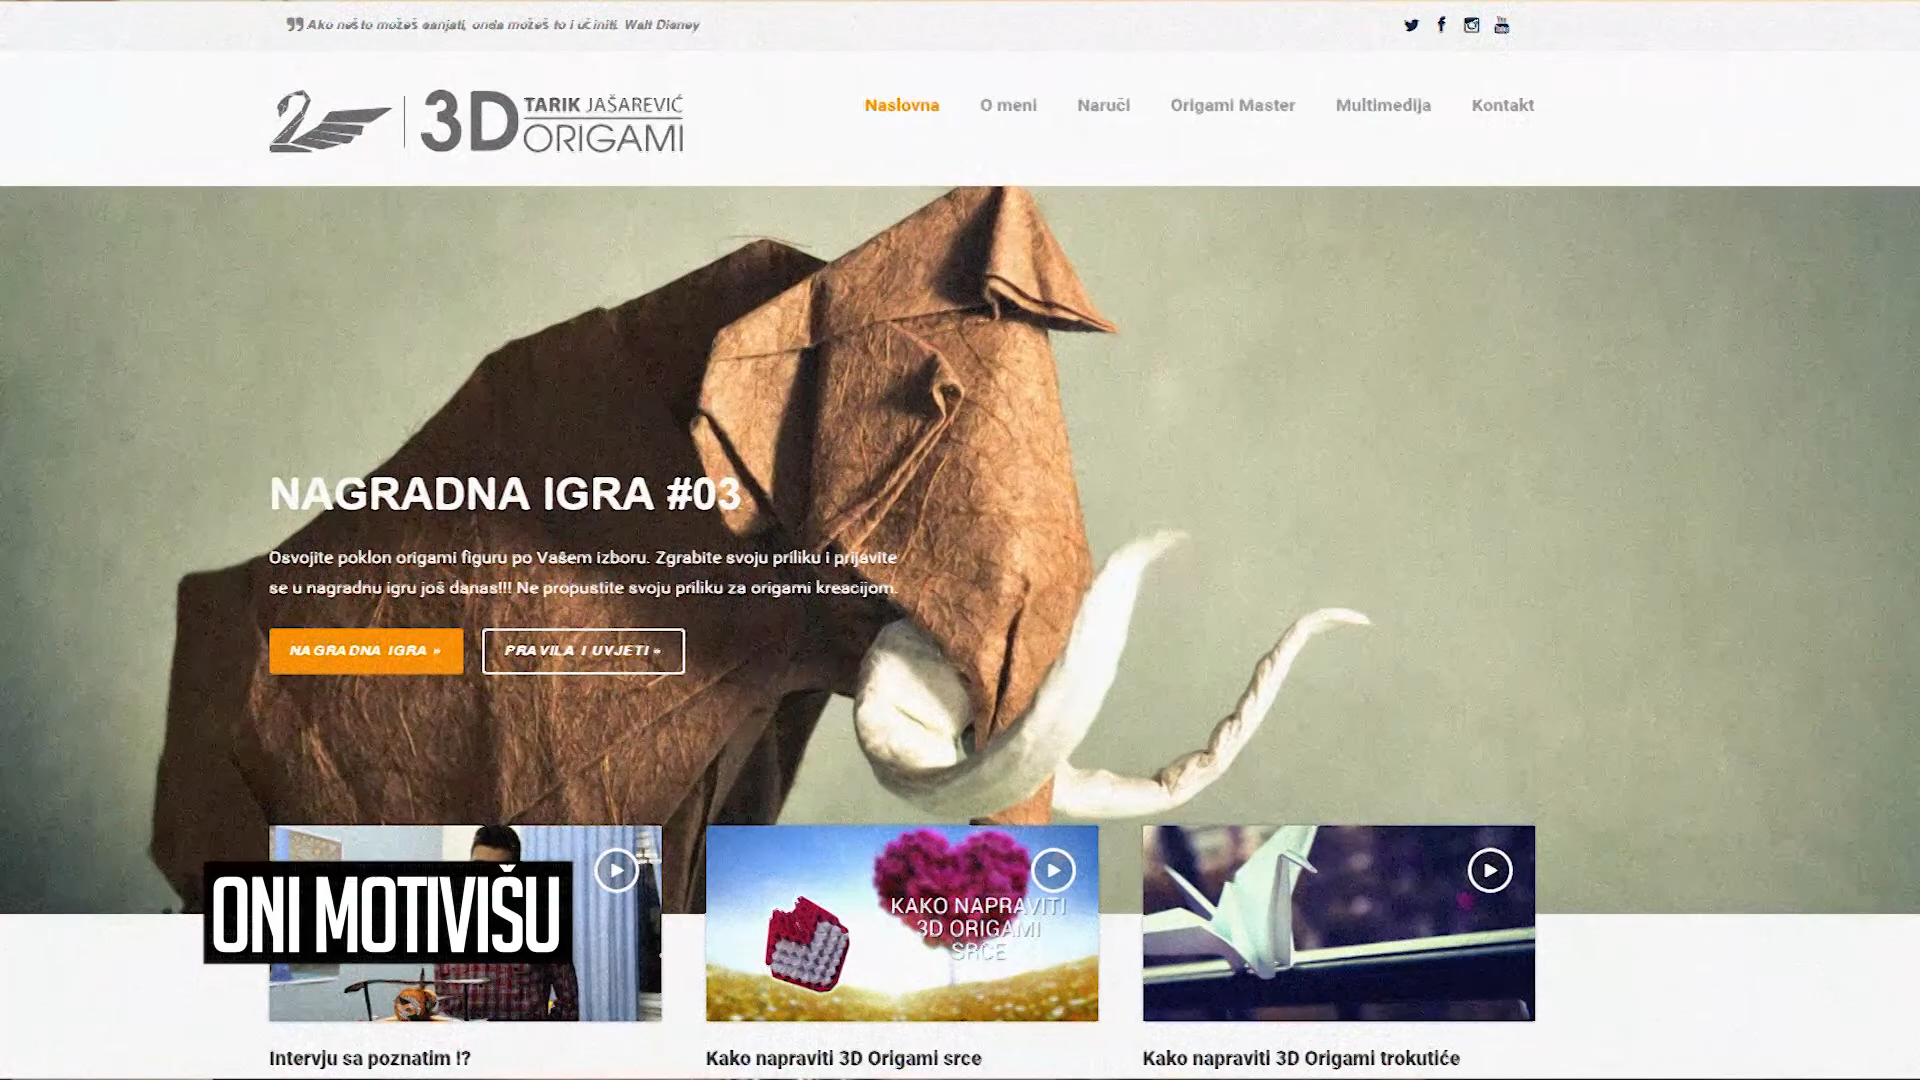 Ako nešto možeš sanjati, onda možeš to i učiniti. Walt Disney
3D TARIK JAŠAREVIĆ
ORIGAMI
Naslovna O meni Naruči Origami Master Multimedija Kontakt
NAGRADNA IGRA #03
Osvojite poklon origami figuru po Vašem izboru. Zgrabite svoju priliku i prijavite
se u nagradnu igru još danas!!! Ne propustite svoju priliku za origami kreacijom.
NAGRADNA IGRA »
PRAVILA I UVJETI »
ONI MOTIVIŠU
KAKO NAPRAVITI
3D ORIGAMI
SRCE
Intervju sa poznatim !?
Kako napraviti 3D Origami srce
Kako napraviti 3D Origami trokutiće